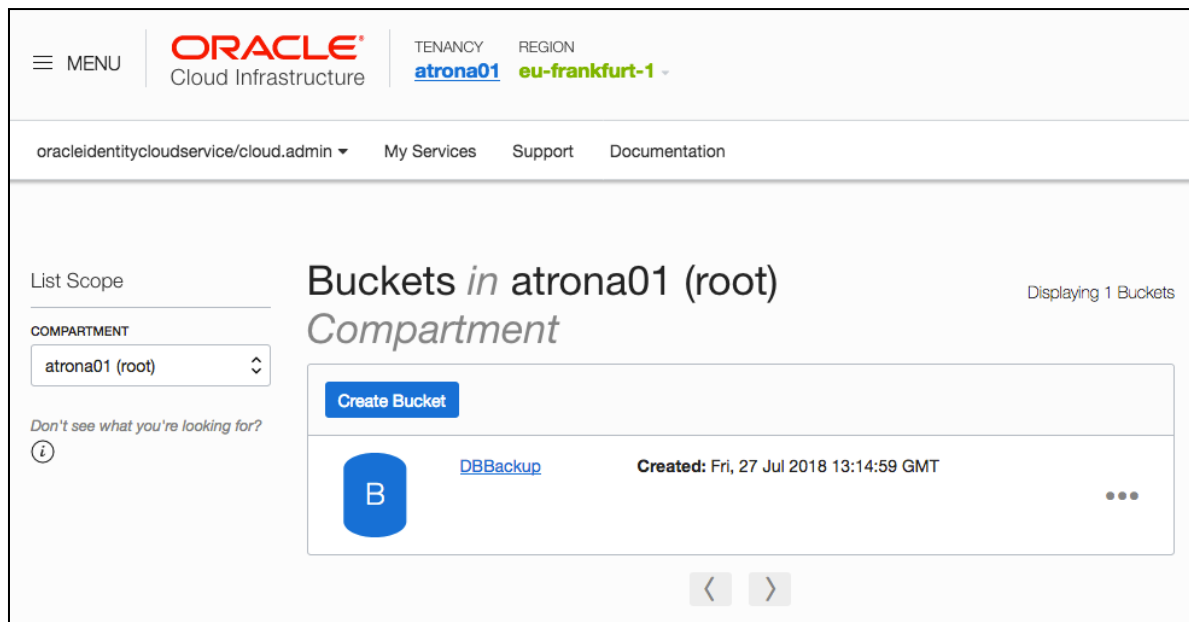 MENU
ORACLE
Cloud Infrastructure
TENANCY
atrona01
REGION
eu-frankfurt-1
oracleidentitycloudservice/cloud.admin
My Services
Support
Documentation
List Scope
COMPARTMENT
atrona01 (root)
Don't see what you're looking for?
i
Buckets in atrona01 (root)
Compartment
Displaying 1 Buckets
Create Bucket
B
DBBackup
Created: Fri, 27 Jul 2018 13:14:59 GMT